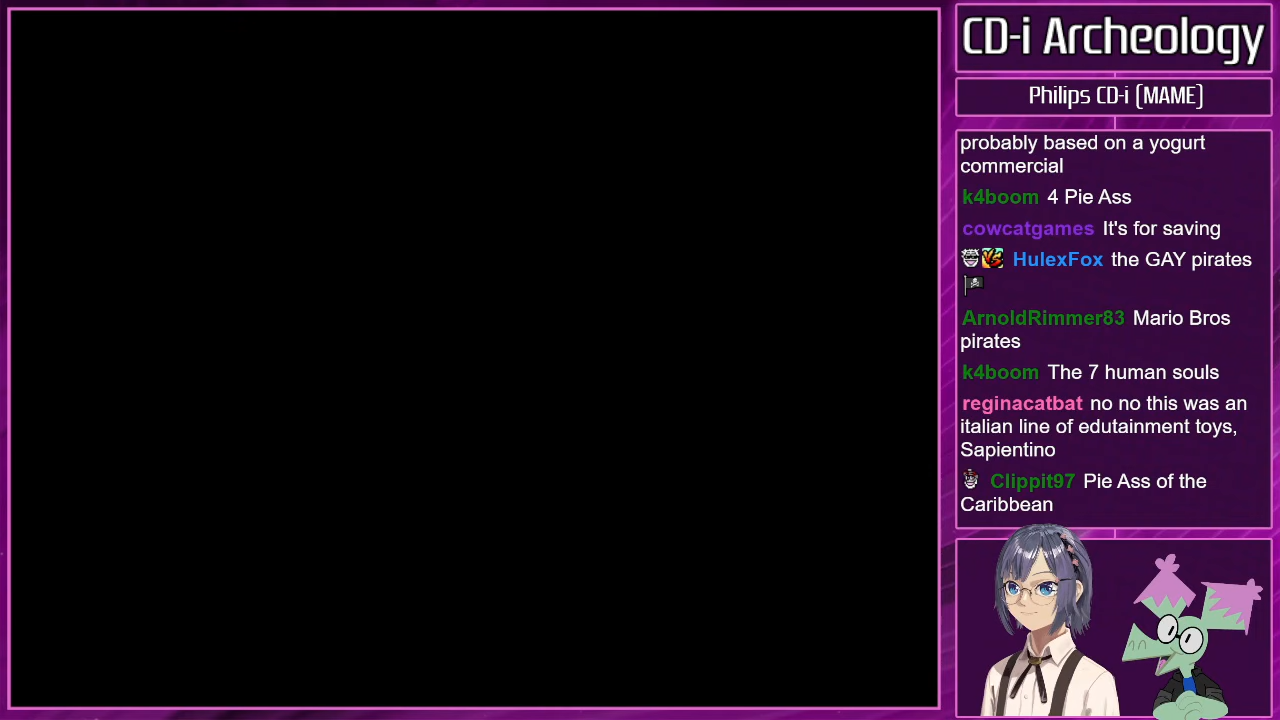 CD-i Archeology
Philips CD-i (MAME)
probably based on a yogurt
commercial
k4boom 4 Pie Ass
cowcatgames It's for saving
HulexFox the GAY pirates
ArnoldRimmer83 Mario Bros
pirates
k4boom The 7 human souls
reginacatbat no no this was an
italian line of edutainment toys,
Sapientino
Clippit97 Pie Ass of the
Caribbean